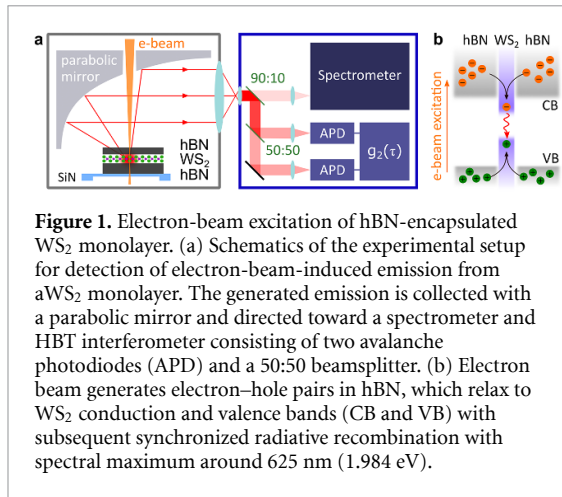 a
e-beam
parabolic
mirror
hBN
WS₂
hBN
SiN
90:10
50:50
Spectrometer
APD
APD
g₂(τ)
b
hBN WS₂ hBN
CB
VB
e-beam excitation
Figure 1. Electron-beam excitation of hBN-encapsulated
WS₂ monolayer. (a) Schematics of the experimental setup
for detection of electron-beam-induced emission from
aWS₂ monolayer. The generated emission is collected with
a parabolic mirror and directed toward a spectrometer and
HBT interferometer consisting of two avalanche
photodiodes (APD) and a 50:50 beamsplitter. (b) Electron
beam generates electron–hole pairs in hBN, which relax to
WS₂ conduction and valence bands (CB and VB) with
subsequent synchronized radiative recombination with
spectral maximum around 625 nm (1.984 eV).